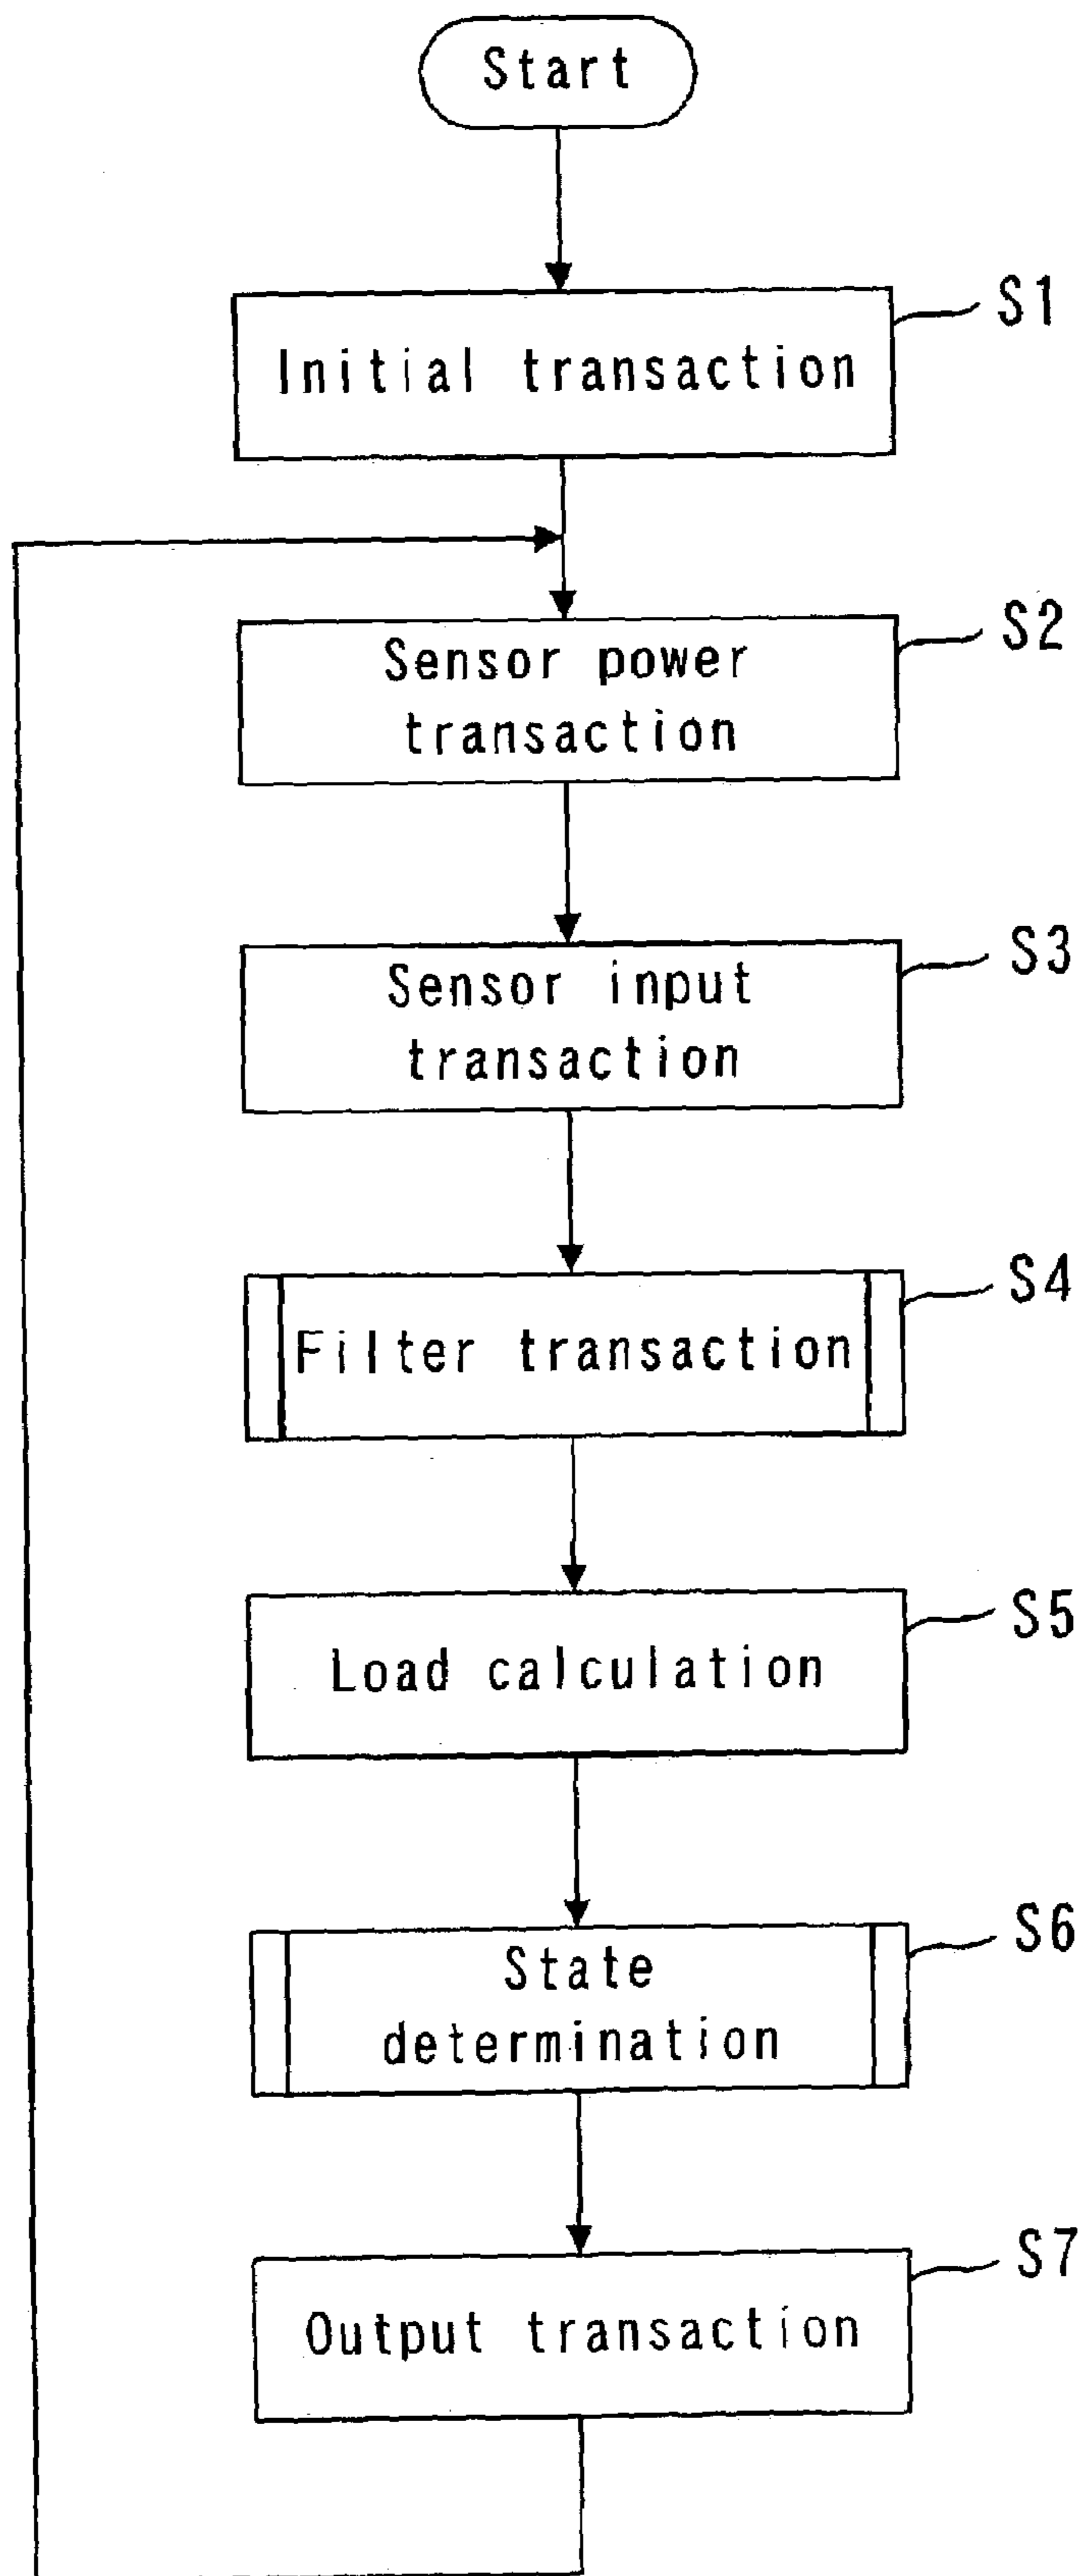 Start
S1
Initial transaction
S2
Sensor power
transaction
S3
Sensor input
transaction
S4
Filter transaction
S5
Load calculation
S6
State
determination
S7
Output transaction